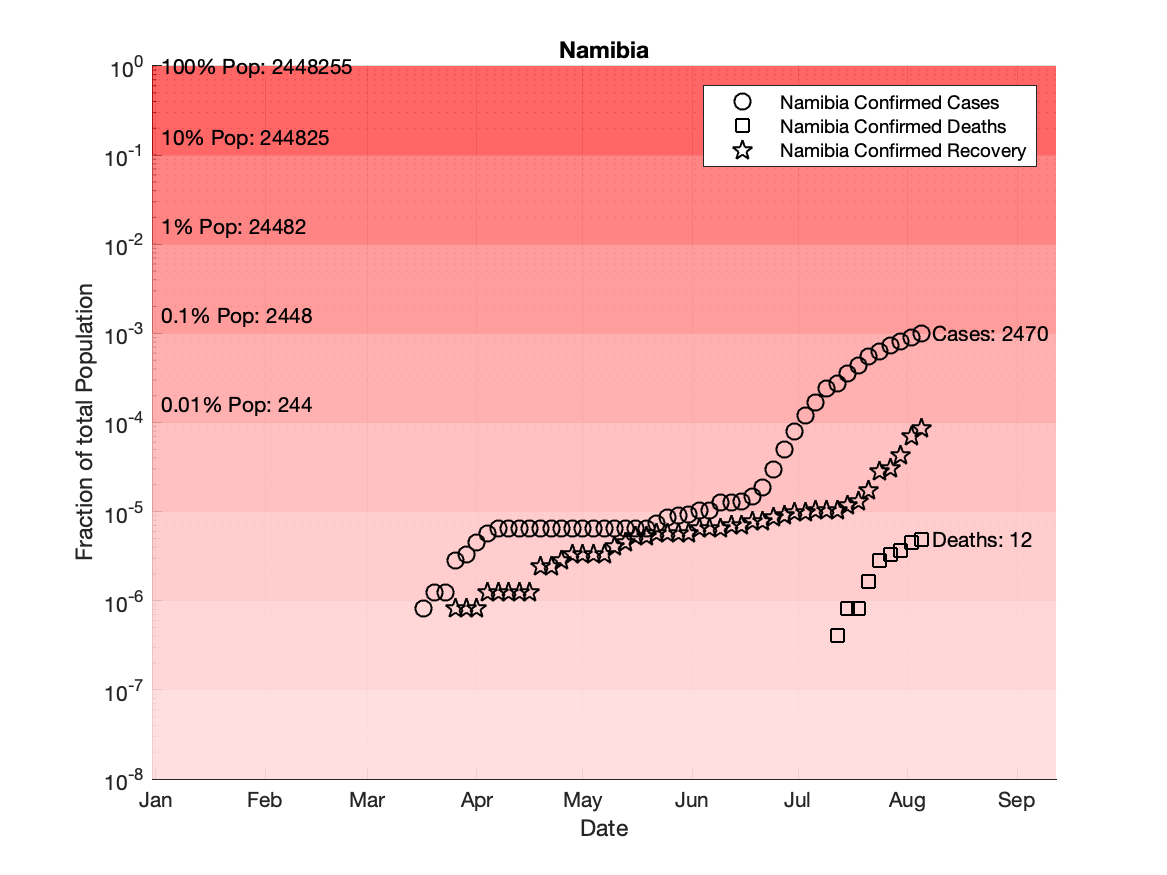 Namibia
10^0
100% Pop: 2448255
Namibia Confirmed Cases
Namibia Confirmed Deaths
Namibia Confirmed Recovery
10% Pop: 244825
10^-1
1% Pop: 24482
10^-2
0.1% Pop: 2448
10^-3
Cases: 2470
0.01% Pop: 244
10^-4
10^-5
Deaths: 12
10^-6
10^-7
10^-8
Fraction of total Population
Jan Feb Mar Apr May Jun Jul Aug Sep
Date